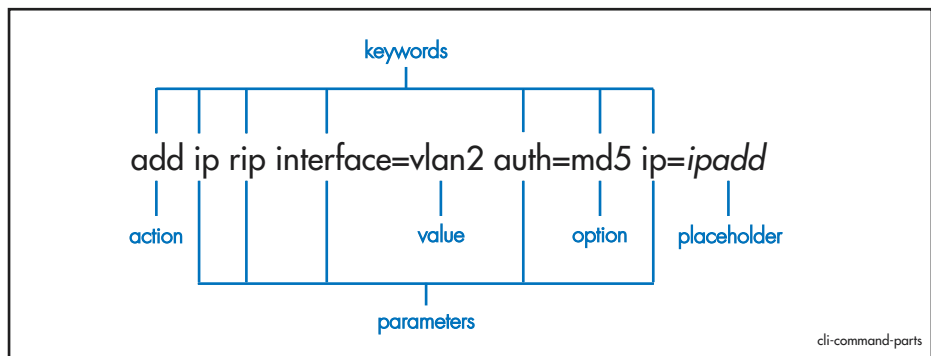 keywords
add ip rip interface=vlan2 auth=md5 ip=ipadd
action value option placeholder
parameters
cli-command-parts